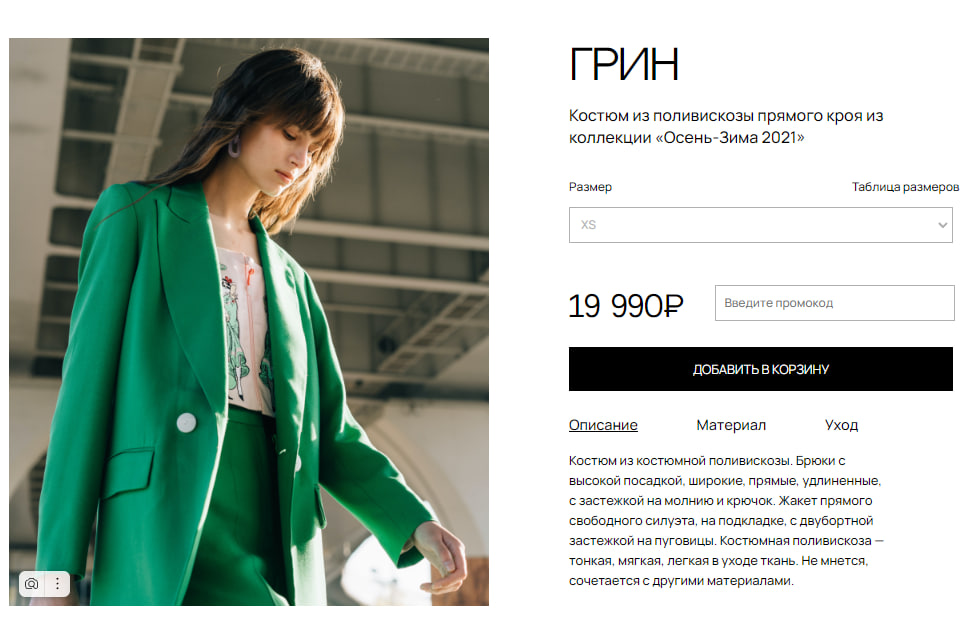 ГРИН
Костюм из поливискозы прямого кроя из
коллекции «Осень-Зима 2021»
Размер
Таблица размеров
XS
19 990₽
Введите промокод
ДОБАВИТЬ В КОРЗИНУ
Описание
Материал
Уход
Костюм из костюмной поливискозы. Брюки с
высокой посадкой, широкие, прямые, удлиненные,
с застежкой на молнию и крючок. Жакет прямого
свободного силуэта, на подкладке, с двубортной
застежкой на пуговицы. Костюмная поливискоза —
тонкая, мягкая, легкая в уходе ткань. Не мнется,
сочетается с другими материалами.